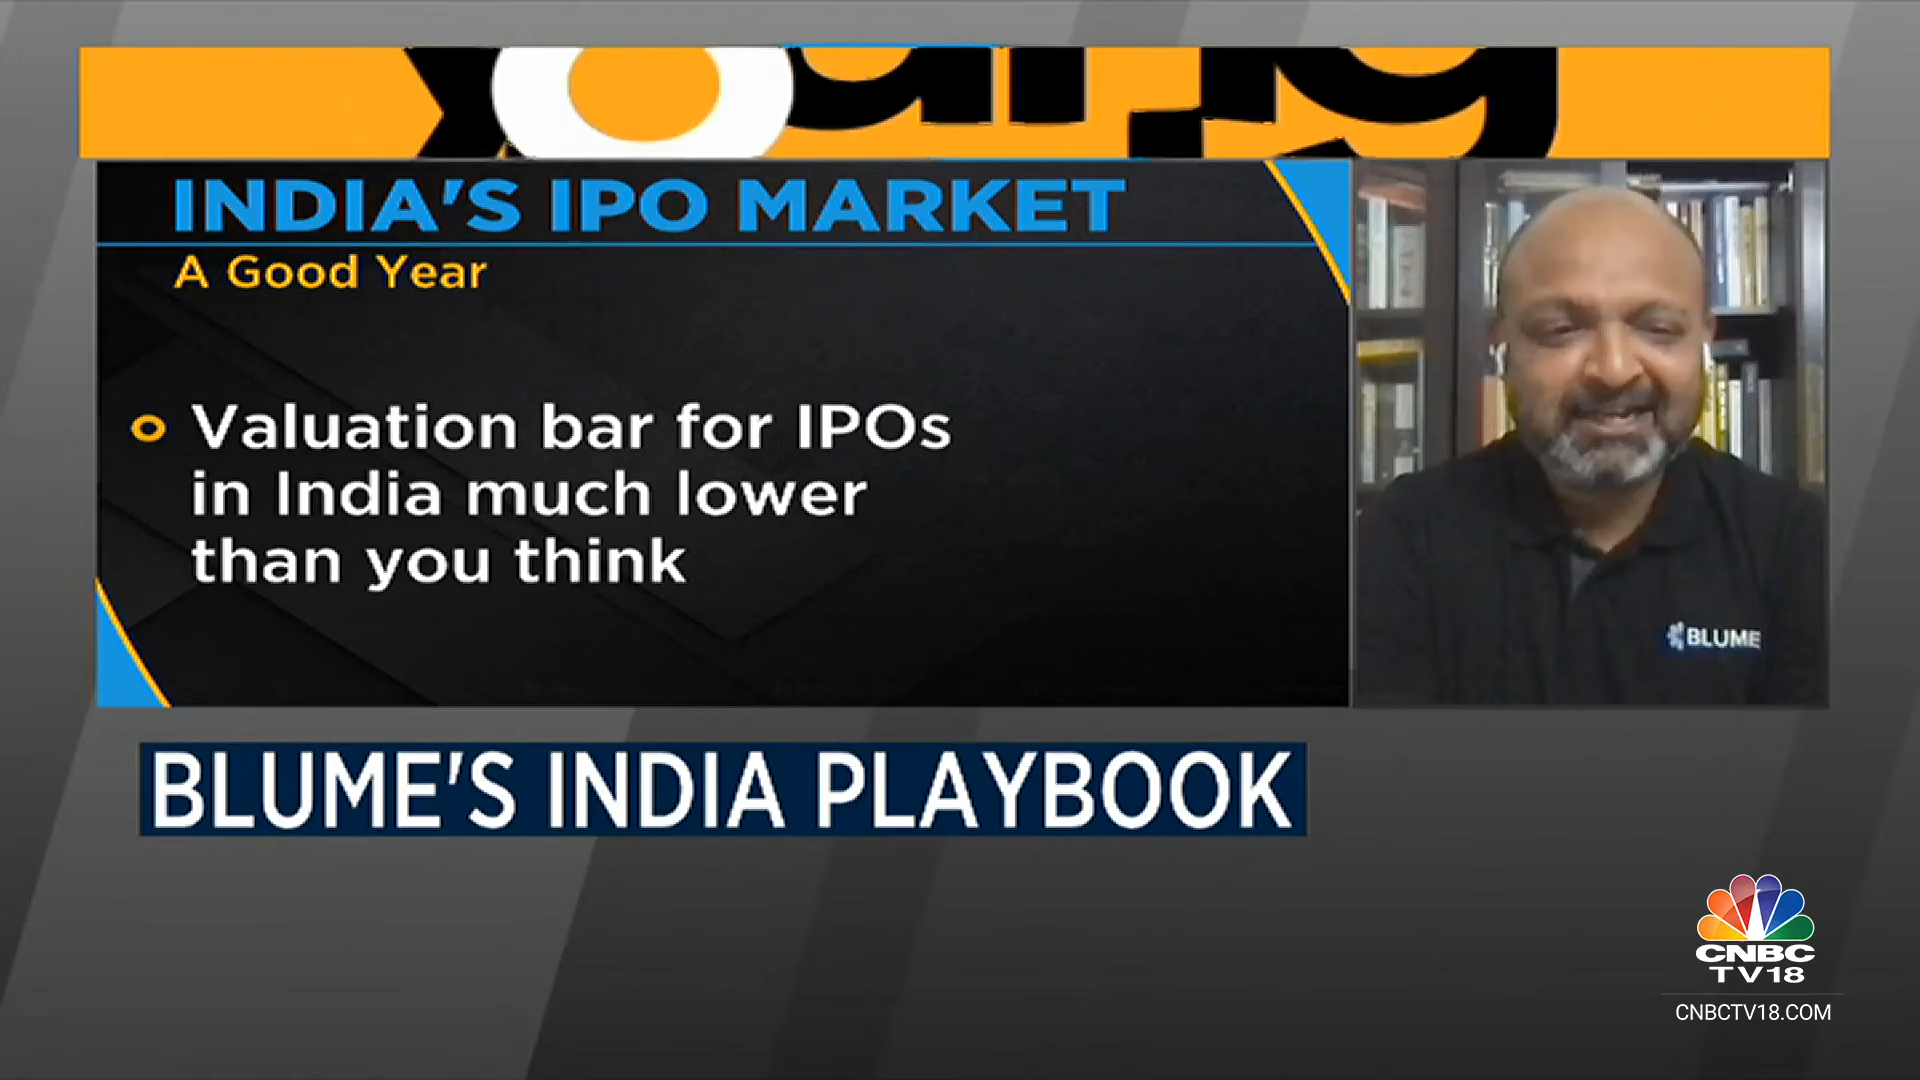 INDIA'S IPO MARKET
A Good Year
Valuation bar for IPOs
in India much lower
than you think
BLUME
BLUME'S INDIA PLAYBOOK
CNBC
TV18
CNBCTV18.COM